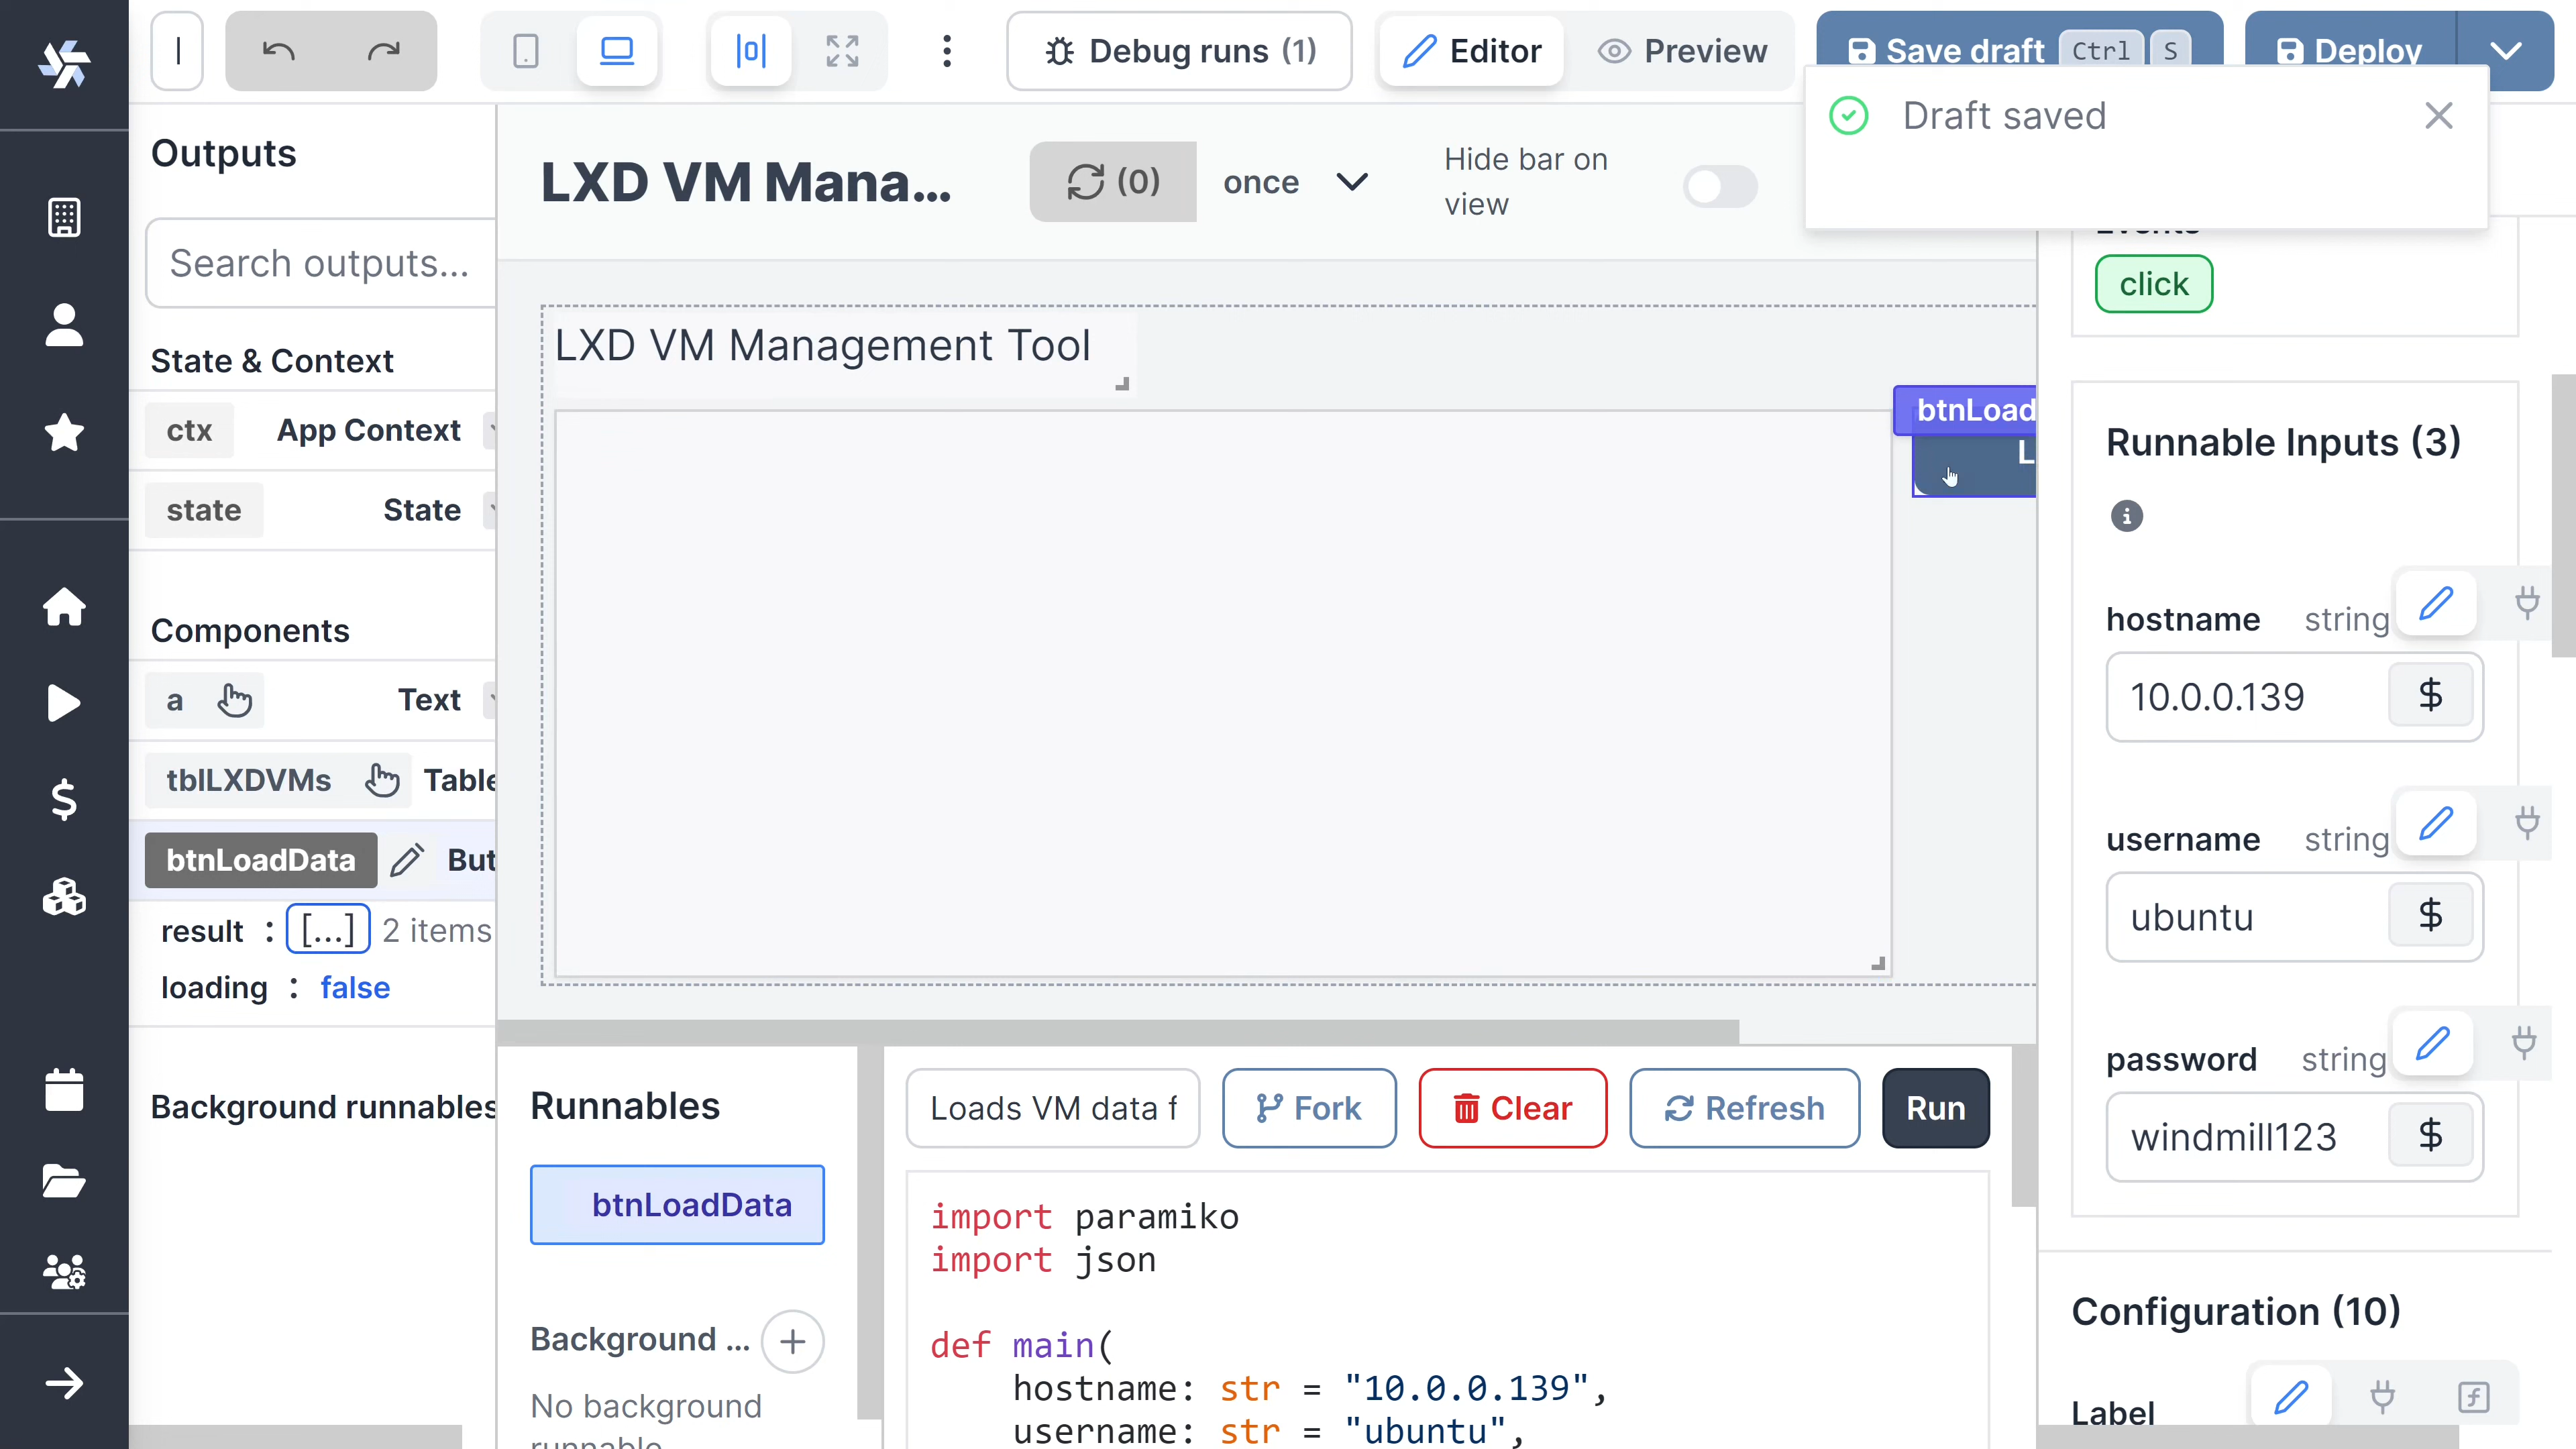 Debug runs (1)
Editor
Preview
Save draft Ctrl S
Deploy
Draft saved
Outputs
Search outputs...
State & Context
ctx App Context
state State
Components
a Text
tblLXDVMs Table
btnLoadData But
result : [...] 2 items
loading : false
Background runnables
LXD VM Mana...
(0)
once
Hide bar on
view
LXD VM Management Tool
btnLoad
L
Runnables
btnLoadData
Background ...
No background
runnable
Loads VM data f
Fork
Clear
Refresh
Run
import paramiko
import json
def main(
hostname: str = "10.0.0.139",
username: str = "ubuntu",
Events
click
Runnable Inputs (3)
hostname string
10.0.0.139 $
username string
ubuntu $
password string
windmill123 $
Configuration (10)
Label